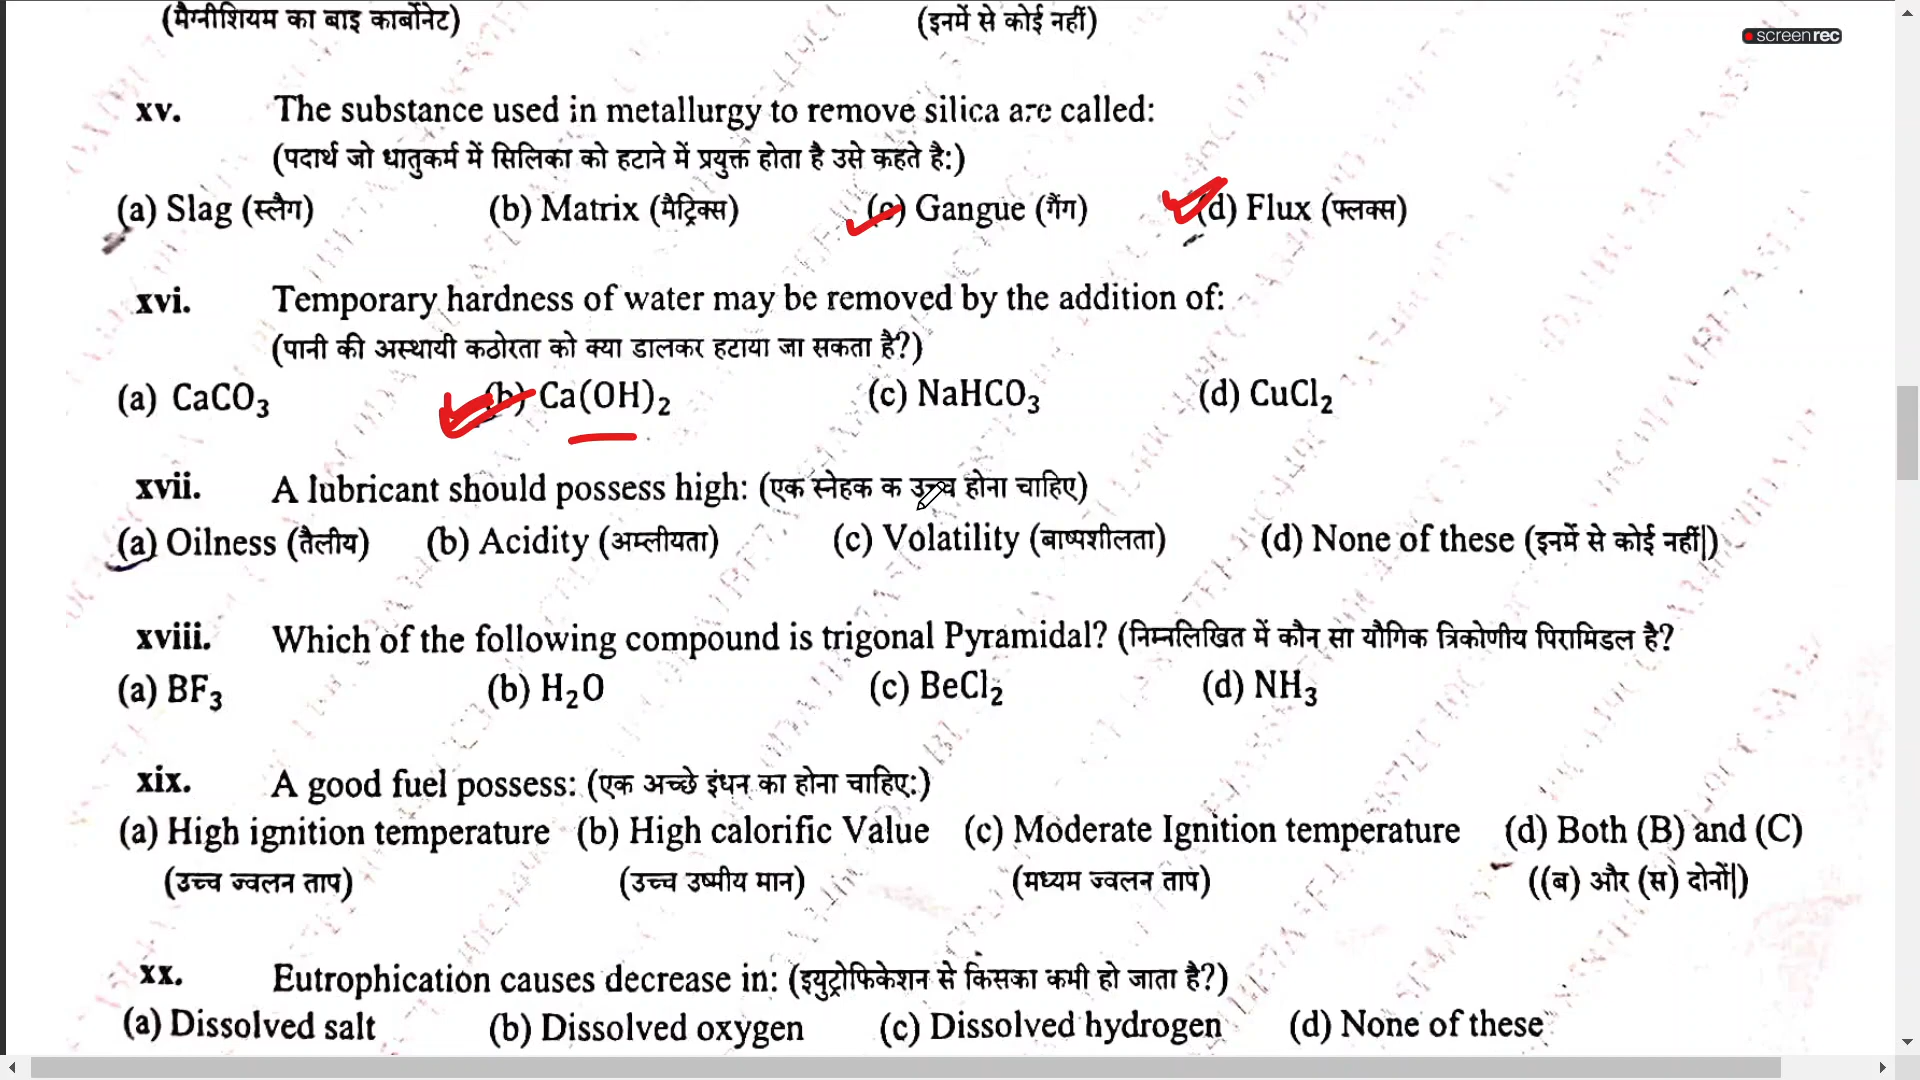 (मैग्नीशियम का बाइ कार्बोनेट) (इनमें से कोई नहीं)
screenrec
xv. The substance used in metallurgy to remove silica are called:
(पदार्थ जो धातुकर्म में सिलिका को हटाने में प्रयुक्त होता है उसे कहते है:)
(a) Slag (स्लैग) (b) Matrix (मैट्रिक्स) (c) Gangue (गैंग) (d) Flux (फ्लक्स)
xvi. Temporary hardness of water may be removed by the addition of:
(पानी की अस्थायी कठोरता को क्या डालकर हटाया जा सकता है?)
(a) CaCO₃ (b) Ca(OH)₂ (c) NaHCO₃ (d) CuCl₂
xvii. A lubricant should possess high: (एक स्नेहक क उच्च होना चाहिए)
(a) Oilness (तैलीय) (b) Acidity (अम्लीयता) (c) Volatility (बाष्पशीलता) (d) None of these (इनमें से कोई नहीं|)
xviii. Which of the following compound is trigonal Pyramidal? (निम्नलिखित में कौन सा यौगिक त्रिकोणीय पिरामिडल है?
(a) BF₃ (b) H₂O (c) BeCl₂ (d) NH₃
xix. A good fuel possess: (एक अच्छे इंधन का होना चाहिए:)
(a) High ignition temperature (b) High calorific Value (c) Moderate Ignition temperature (d) Both (B) and (C)
(उच्च ज्वलन ताप) (उच्च उष्मीय मान) (मध्यम ज्वलन ताप) ((ब) और (स) दोनों|)
xx. Eutrophication causes decrease in: (इयुट्रोफिकेशन से किसका कमी हो जाता है?)
(a) Dissolved salt (b) Dissolved oxygen (c) Dissolved hydrogen (d) None of these